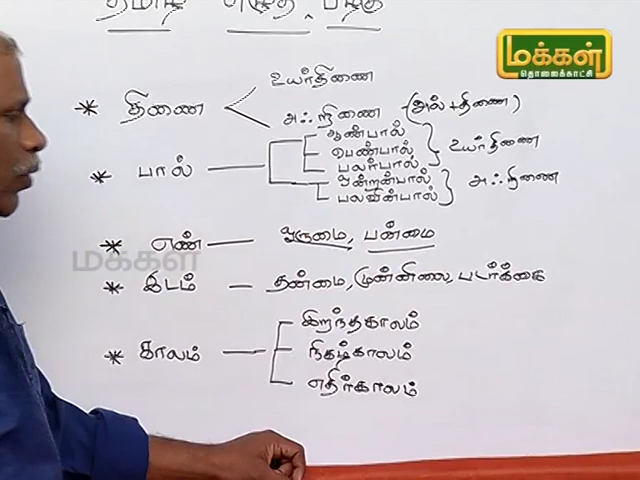 தமிழ் எழுத பழகு
மக்கள்
தொலைக்காட்சி
உயர்திணை
* திணை
அஃறிணை (அல் + திணை)
ஆண்பால்
பெண்பால்
பலர்பால்
உயர்திணை
* பால்
ஒன்றன்பால்
பலவின்பால்
அஃறிணை
* எண் — ஒருமை, பன்மை
மக்கள்
* இடம் — தன்மை, முன்னிலை, படர்க்கை
இறந்தகாலம்
* காலம் — நிகழ்காலம்
எதிர்காலம்